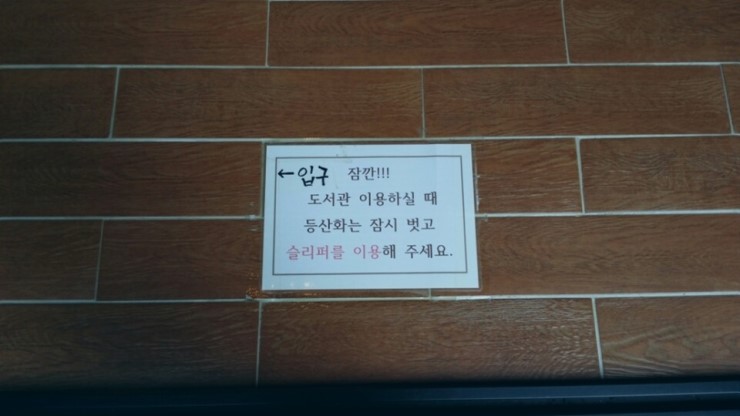 ←입구 잠깐!!!
도서관 이용하실 때
등산화는 잠시 벗고
슬리퍼를 이용해 주세요.